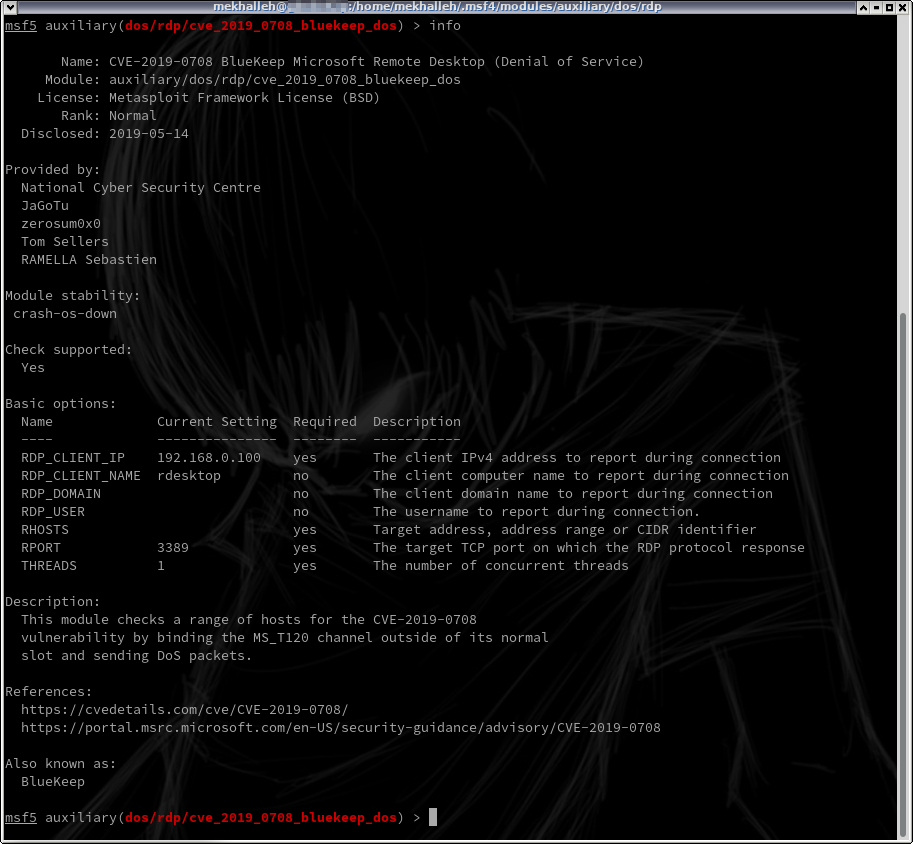 mekhalleh@ :/home/mekhalleh/.msf4/modules/auxiliary/dos/rdp
msf5 auxiliary(dos/rdp/cve_2019_0708_bluekeep_dos) > info
Name: CVE-2019-0708 BlueKeep Microsoft Remote Desktop (Denial of Service)
Module: auxiliary/dos/rdp/cve_2019_0708_bluekeep_dos
License: Metasploit Framework License (BSD)
Rank: Normal
Disclosed: 2019-05-14
Provided by:
National Cyber Security Centre
JaGoTu
zerosum0x0
Tom Sellers
RAMELLA Sebastien
Module stability:
crash-os-down
Check supported:
Yes
Basic options:
Name Current Setting Required Description
---- --------------- -------- -----------
RDP_CLIENT_IP 192.168.0.100 yes The client IPv4 address to report during connection
RDP_CLIENT_NAME rdesktop no The client computer name to report during connection
RDP_DOMAIN no The client domain name to report during connection
RDP_USER no The username to report during connection.
RHOSTS yes Target address, address range or CIDR identifier
RPORT 3389 yes The target TCP port on which the RDP protocol response
THREADS 1 yes The number of concurrent threads
Description:
This module checks a range of hosts for the CVE-2019-0708
vulnerability by binding the MS_T120 channel outside of its normal
slot and sending DoS packets.
References:
https://cvedetails.com/cve/CVE-2019-0708/
https://portal.msrc.microsoft.com/en-US/security-guidance/advisory/CVE-2019-0708
Also known as:
BlueKeep
msf5 auxiliary(dos/rdp/cve_2019_0708_bluekeep_dos) >